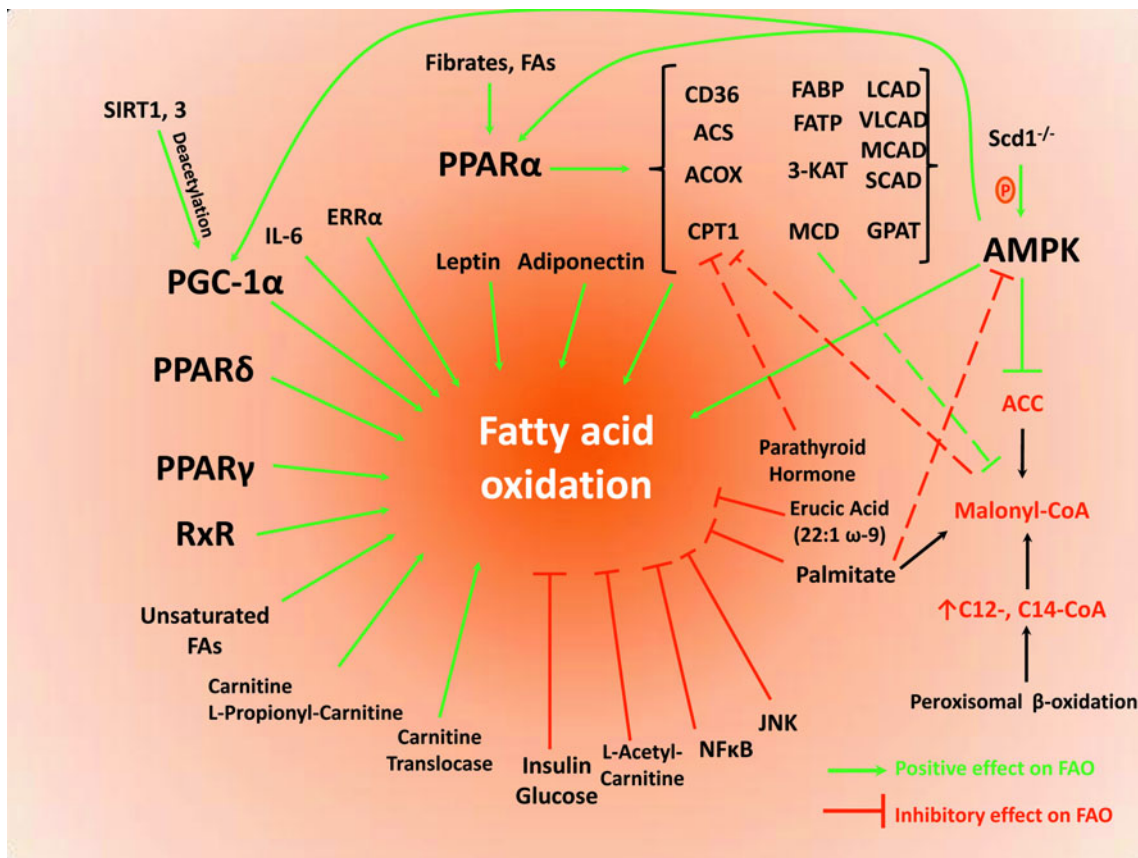 Fibrates, FAs
SIRT1, 3
Deacetylation
PPARα
CD36
FABP
LCAD
ACS
FATP
VLCAD
MCAD
ACOX
3-KAT
SCAD
CPT1
MCD
GPAT
Scd1-/-
P
AMPK
ERRα
IL-6
Leptin
Adiponectin
PGC-1α
PPARδ
ACC
Fatty acid
oxidation
Parathyroid
Hormone
PPARγ
Erucic Acid
(22:1 ω-9)
Malonyl-CoA
RxR
Palmitate
↑C12-, C14-CoA
Unsaturated
FAs
Carnitine
L-Propionyl-Carnitine
Peroxisomal β-oxidation
Carnitine
Translocase
Insulin
Glucose
L-Acetyl-
Carnitine
NFκB
JNK
Positive effect on FAO
Inhibitory effect on FAO